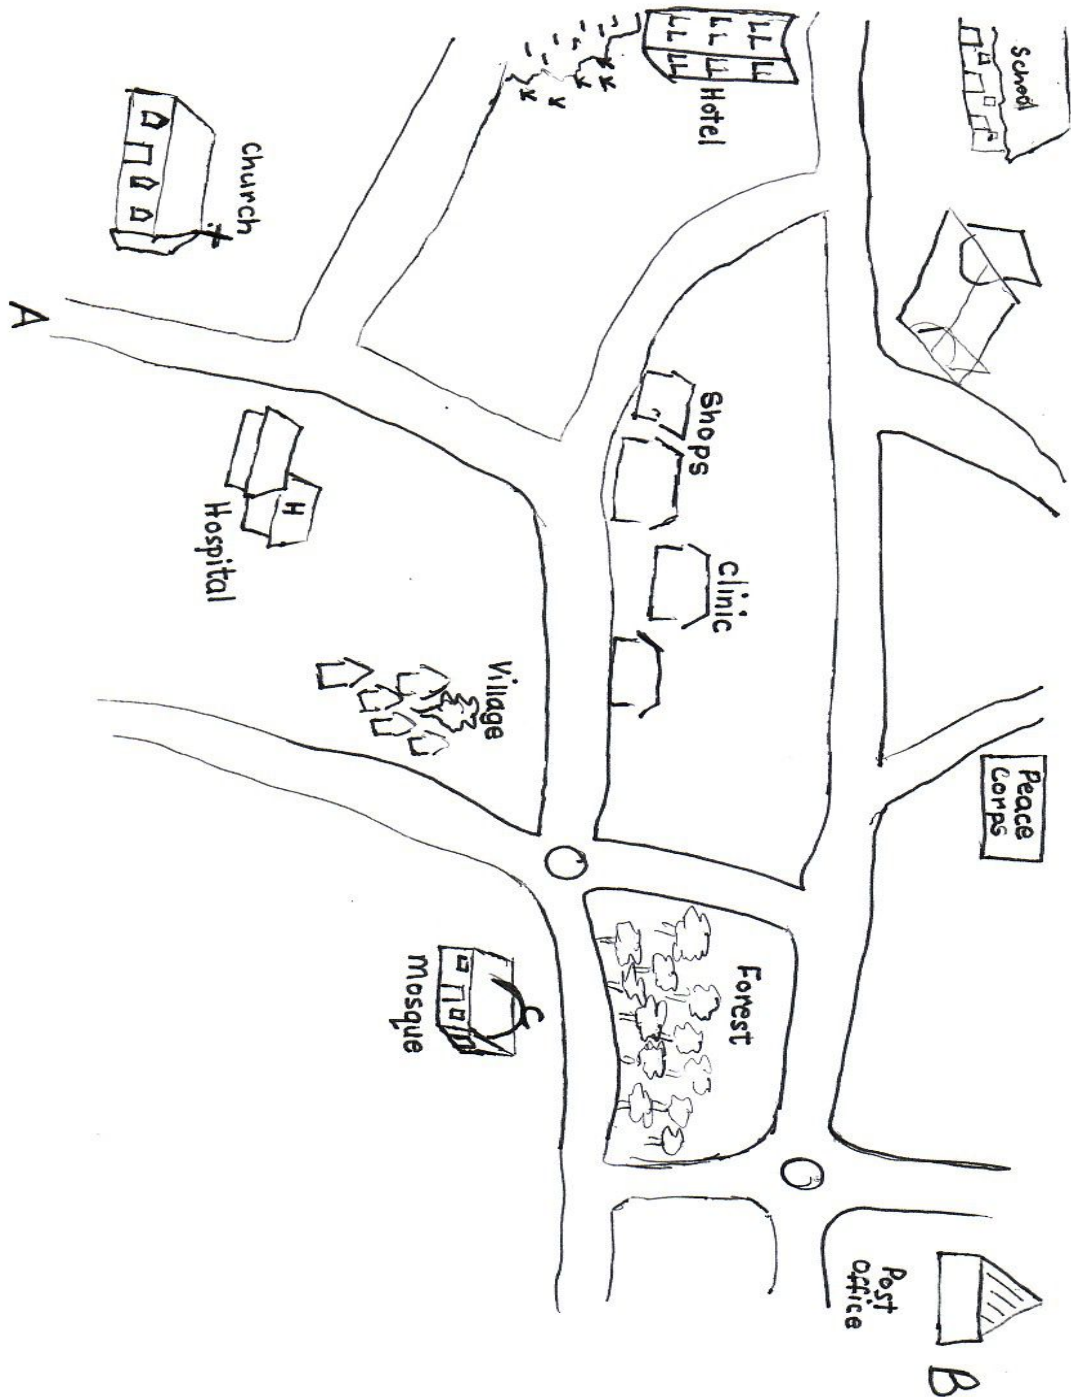 School
Peace
Corps
B
Post
office
Forest
Hotel
Shops
clinic
Village
Mosque
church
H
Hospital
A